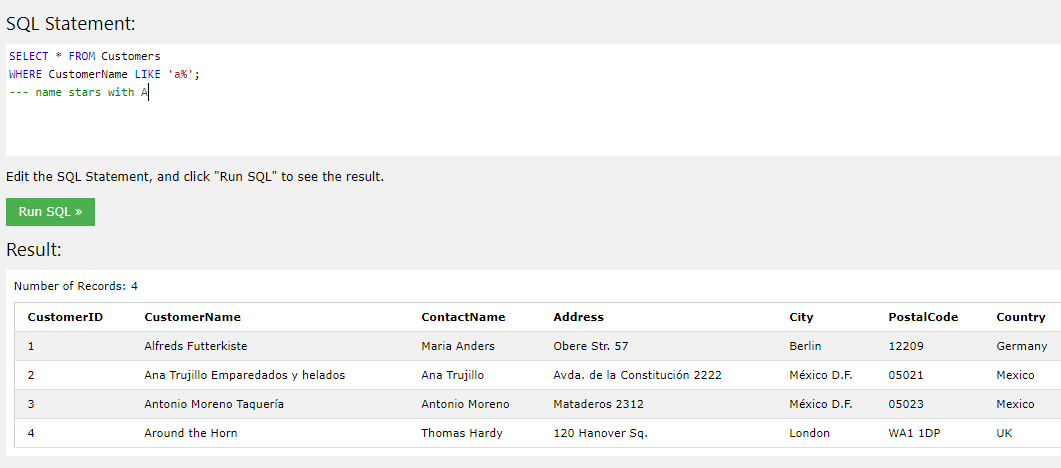 SQL Statement:
SELECT * FROM Customers
WHERE CustomerName LIKE 'a%';
--- name stars with A
Edit the SQL Statement, and click "Run SQL" to see the result.
Run SQL »
Result:
Number of Records: 4
CustomerID CustomerName ContactName Address City PostalCode Country
1 Alfreds Futterkiste Maria Anders Obere Str. 57 Berlin 12209 Germany
2 Ana Trujillo Emparedados y helados Ana Trujillo Avda. de la Constitución 2222 México D.F. 05021 Mexico
3 Antonio Moreno Taquería Antonio Moreno Mataderos 2312 México D.F. 05023 Mexico
4 Around the Horn Thomas Hardy 120 Hanover Sq. London WA1 1DP UK